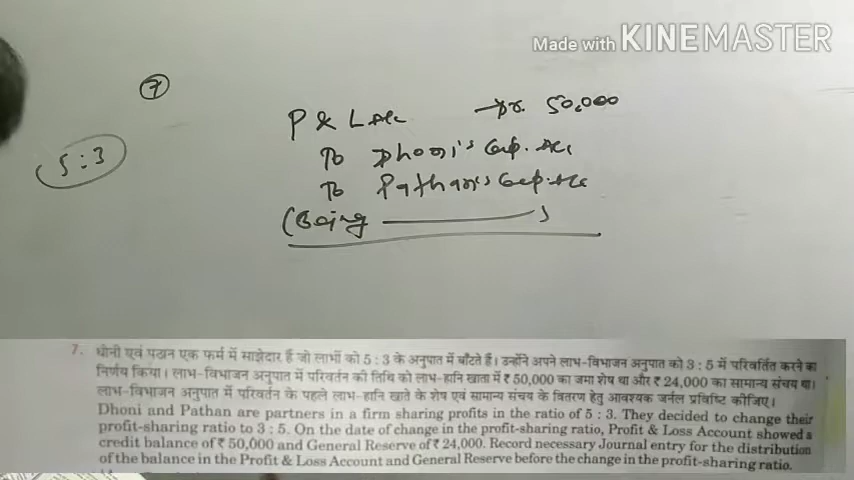 Made with KINEMASTER
7
5:3
P & L A/c Dr. 50,000
To Dhoni's Cap. A/c
To Pathan's Cap. A/c
(Being )
7. धौनी एवं पठान एक फर्म में साझेदार हैं जो लाभों को 5 : 3 के अनुपात में बाँटते हैं। उन्होंने अपने लाभ-विभाजन अनुपात को 3 : 5 में परिवर्तित करने का
निर्णय किया। लाभ-विभाजन अनुपात में परिवर्तन की तिथि को लाभ-हानि खाता में ₹ 50,000 का जमा शेष था और ₹ 24,000 का सामान्य संचय था।
लाभ-विभाजन अनुपात में परिवर्तन के पहले लाभ-हानि खाते के शेष एवं सामान्य संचय के वितरण हेतु आवश्यक जर्नल प्रविष्टि कीजिए।
Dhoni and Pathan are partners in a firm sharing profits in the ratio of 5 : 3. They decided to change their
profit-sharing ratio to 3 : 5. On the date of change in the profit-sharing ratio, Profit & Loss Account showed a
credit balance of ₹ 50,000 and General Reserve of ₹ 24,000. Record necessary Journal entry for the distribution
of the balance in the Profit & Loss Account and General Reserve before the change in the profit-sharing ratio.